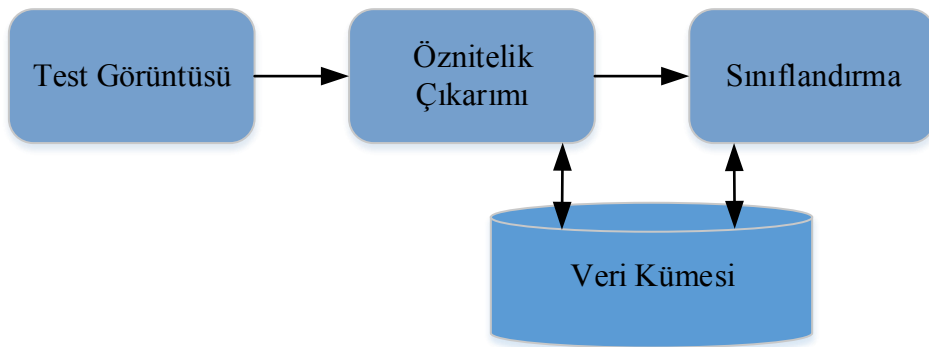 Test Görüntüsü
Öznitelik
Çıkarımı
Sınıflandırma
Veri Kümesi